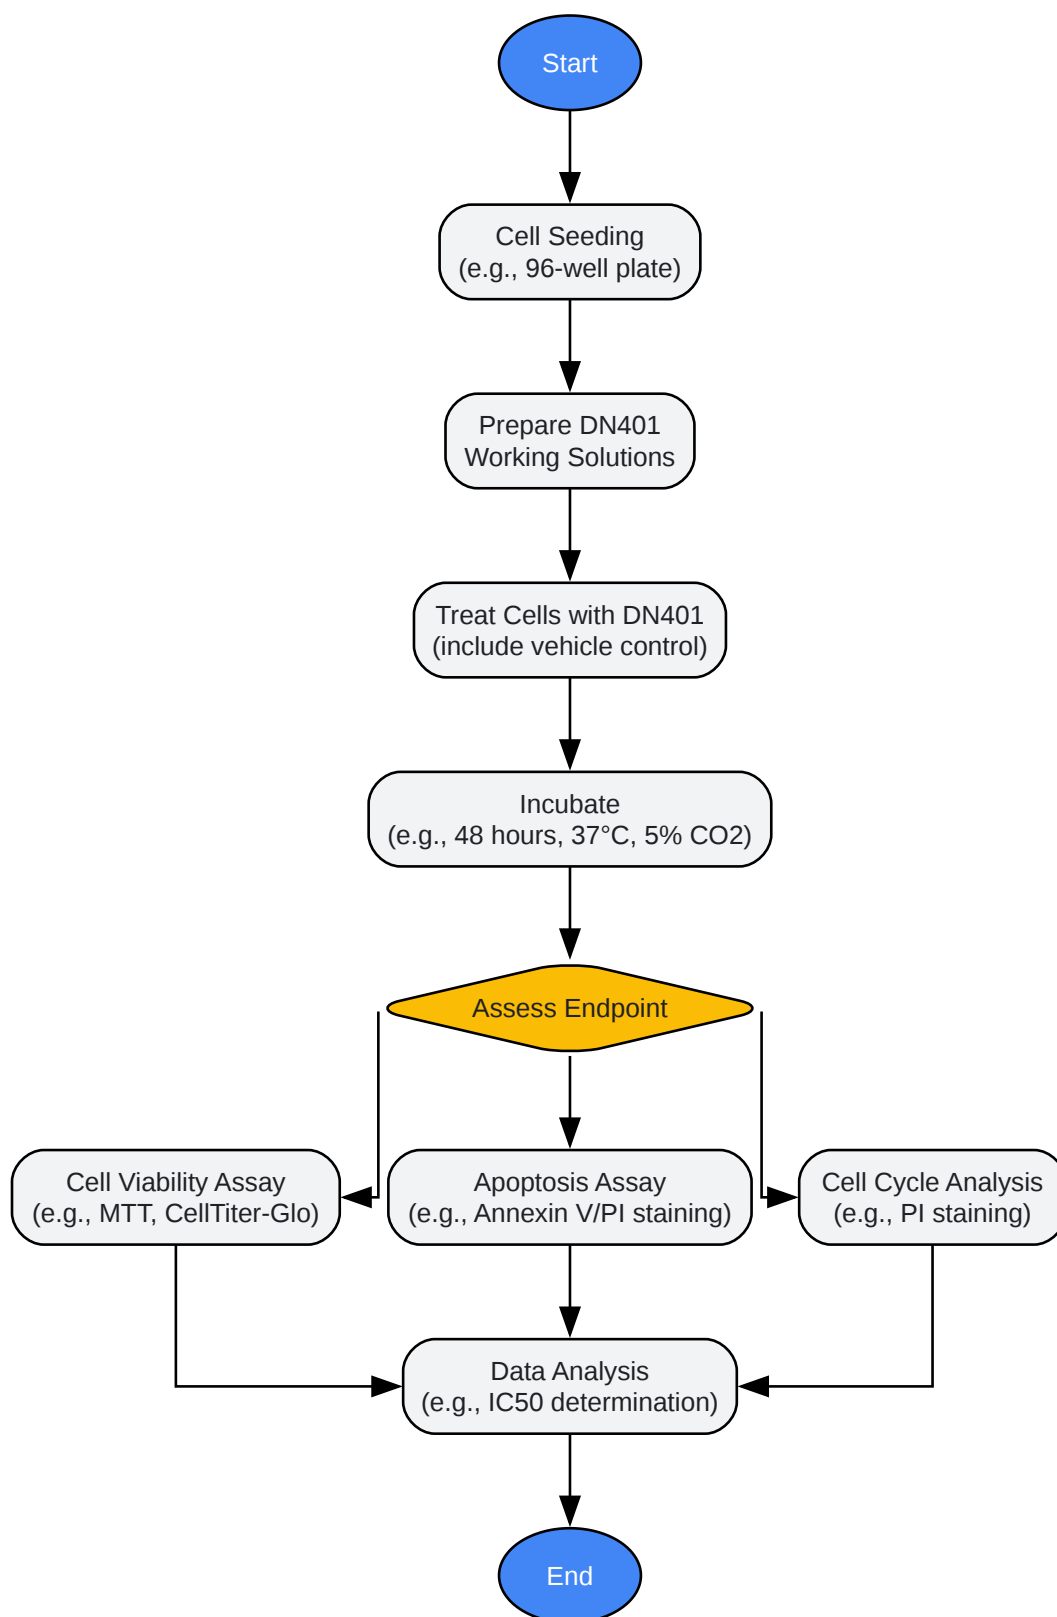 Start
Cell Seeding
(e.g., 96-well plate)
Prepare DN401
Working Solutions
Treat Cells with DN401
(include vehicle control)
Incubate
(e.g., 48 hours, 37°C, 5% CO2)
Assess Endpoint
Cell Viability Assay
(e.g., MTT, CellTiter-Glo)
Apoptosis Assay
(e.g., Annexin V/PI staining)
Cell Cycle Analysis
(e.g., PI staining)
Data Analysis
(e.g., IC50 determination)
End